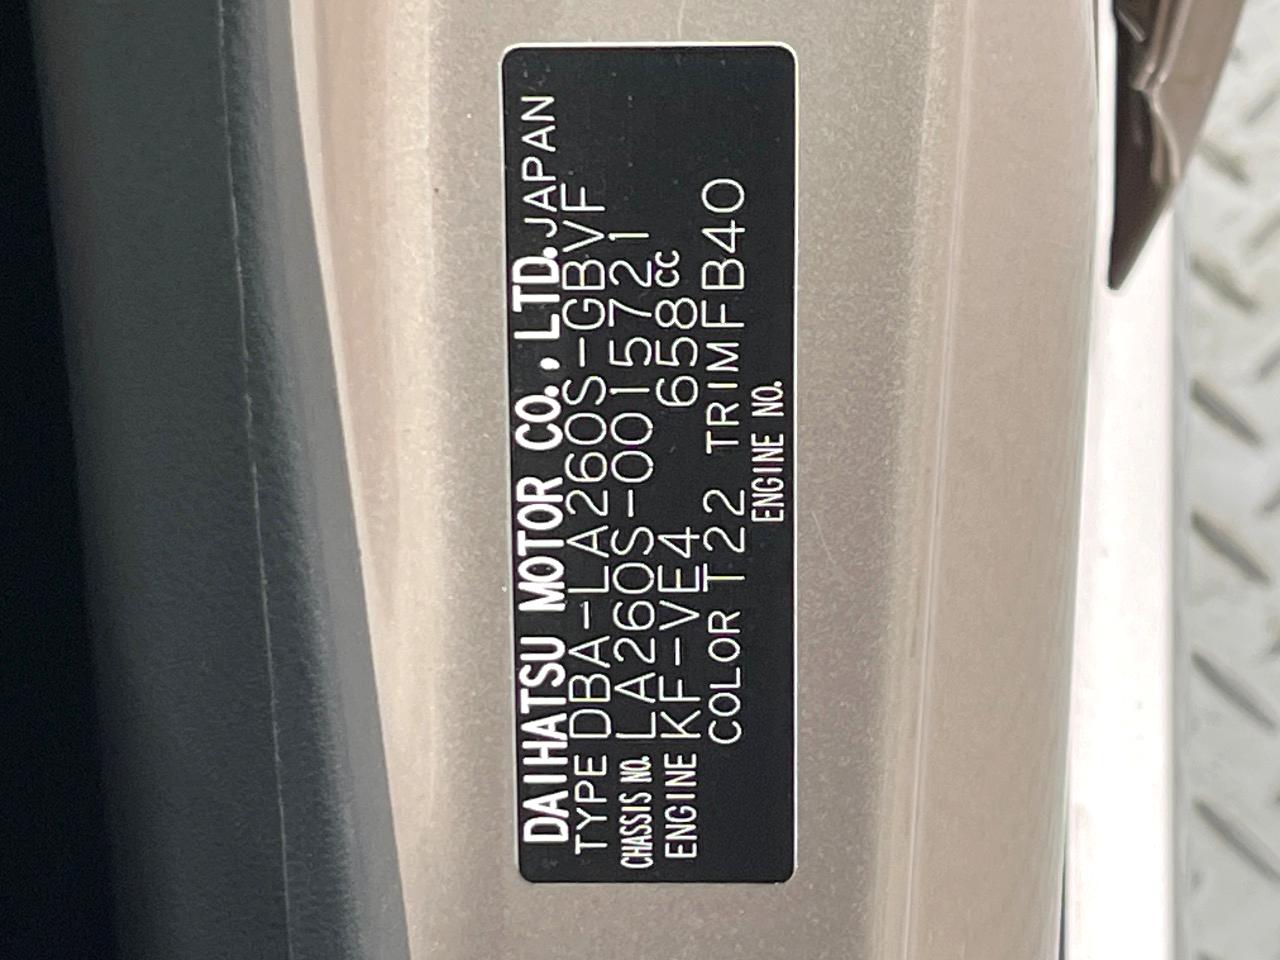 DAIHATSU MOTOR CO., LTD. JAPAN
TYPE DBA-LA260S-GBVF
CHASSIS NO. LA260S-0015721
ENGINE KF-VE4 658cc
COLOR T22 TRIM FB40
ENGINE NO.